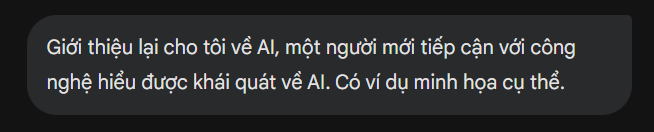 Giới thiệu lại cho tôi về AI, một người mới tiếp cận với công
nghệ hiểu được khái quát về AI. Có ví dụ minh họa cụ thể.